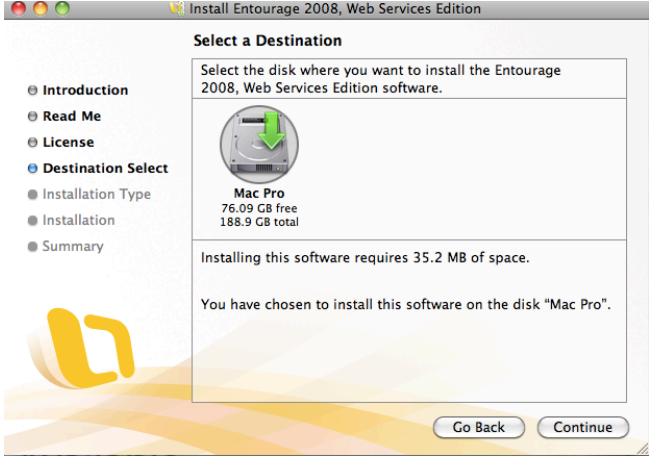 Install Entourage 2008, Web Services Edition
Select a Destination
Introduction
Read Me
License
Destination Select
Installation Type
Installation
Summary
Select the disk where you want to install the Entourage
2008, Web Services Edition software.
Mac Pro
76.09 GB free
188.9 GB total
Installing this software requires 35.2 MB of space.
You have chosen to install this software on the disk “Mac Pro”.
Go Back
Continue